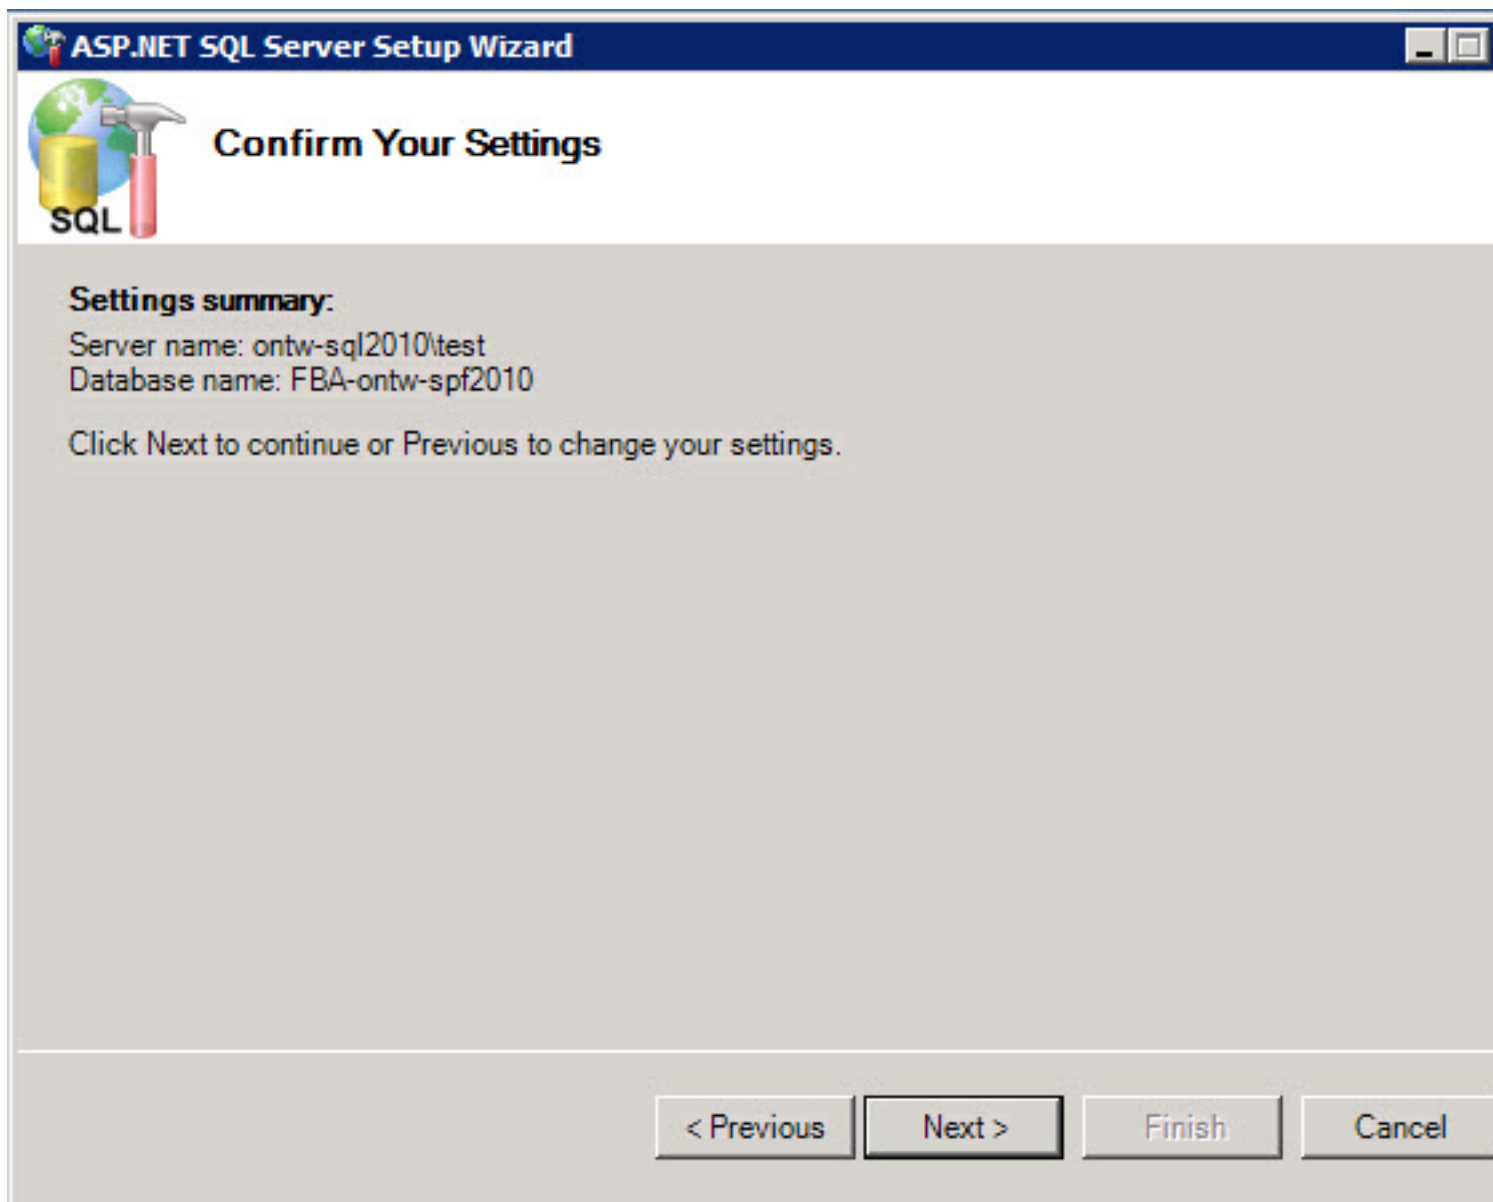 ASP.NET SQL Server Setup Wizard
Confirm Your Settings
SQL
Settings summary:
Server name: ontw-sql2010\test
Database name: FBA-ontw-spf2010
Click Next to continue or Previous to change your settings.
< Previous
Next >
Finish
Cancel